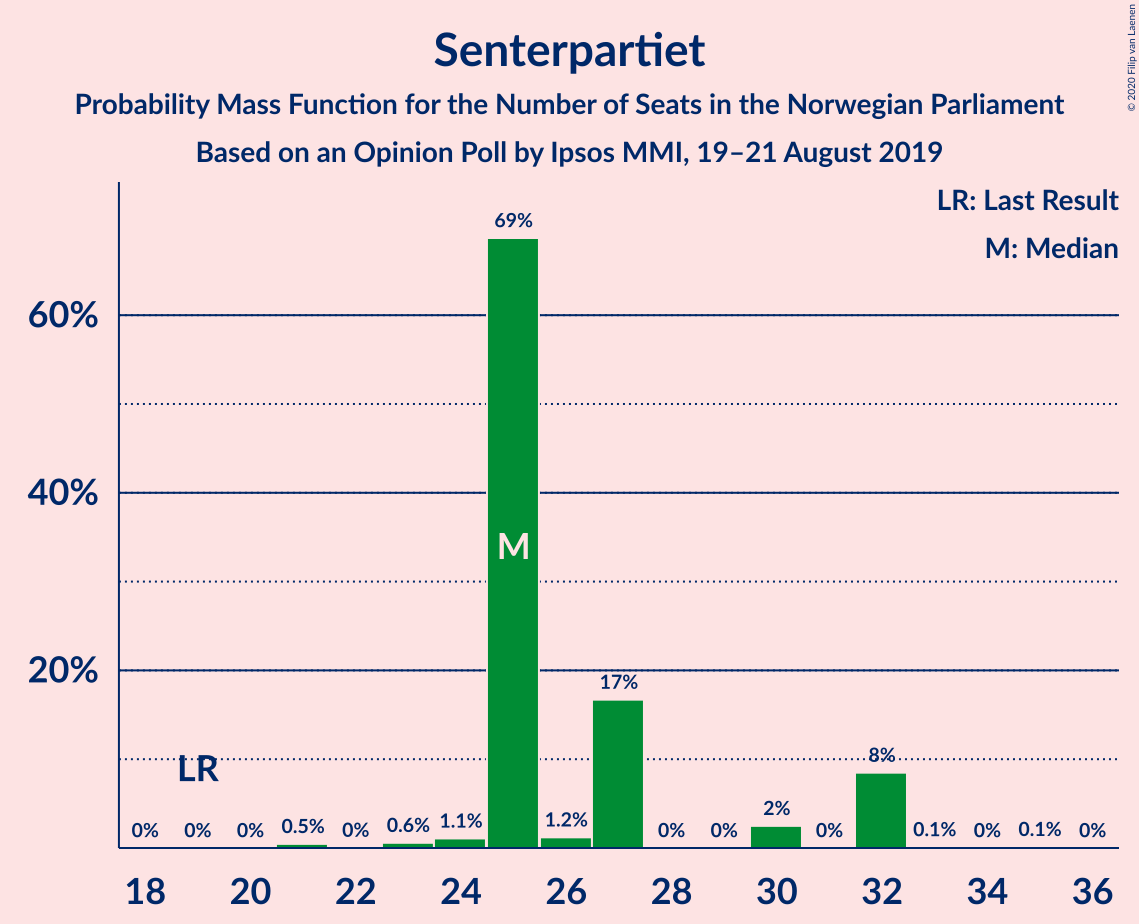 Senterpartiet
Probability Mass Function for the Number of Seats in the Norwegian Parliament
Based on an Opinion Poll by Ipsos MMI, 19–21 August 2019
© 2020 Filip van Laenen
LR: Last Result
M: Median
60%
40%
20%
69%
M
17%
LR
8%
0% 0% 0% 0.5% 0% 0.6% 1.1% 1.2% 0% 0% 2% 0% 0.1% 0% 0.1% 0%
18 20 22 24 26 28 30 32 34 36